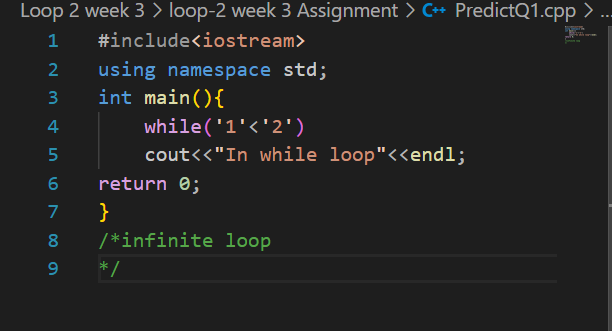 Loop 2 week 3 > loop-2 week 3 Assignment > C++ PredictQ1.cpp > ...
1 #include<iostream>
2 using namespace std;
3 int main(){
4     while('1'<'2')
5     cout<<"In while loop"<<endl;
6 return 0;
7 }
8 /*infinite loop
9 */